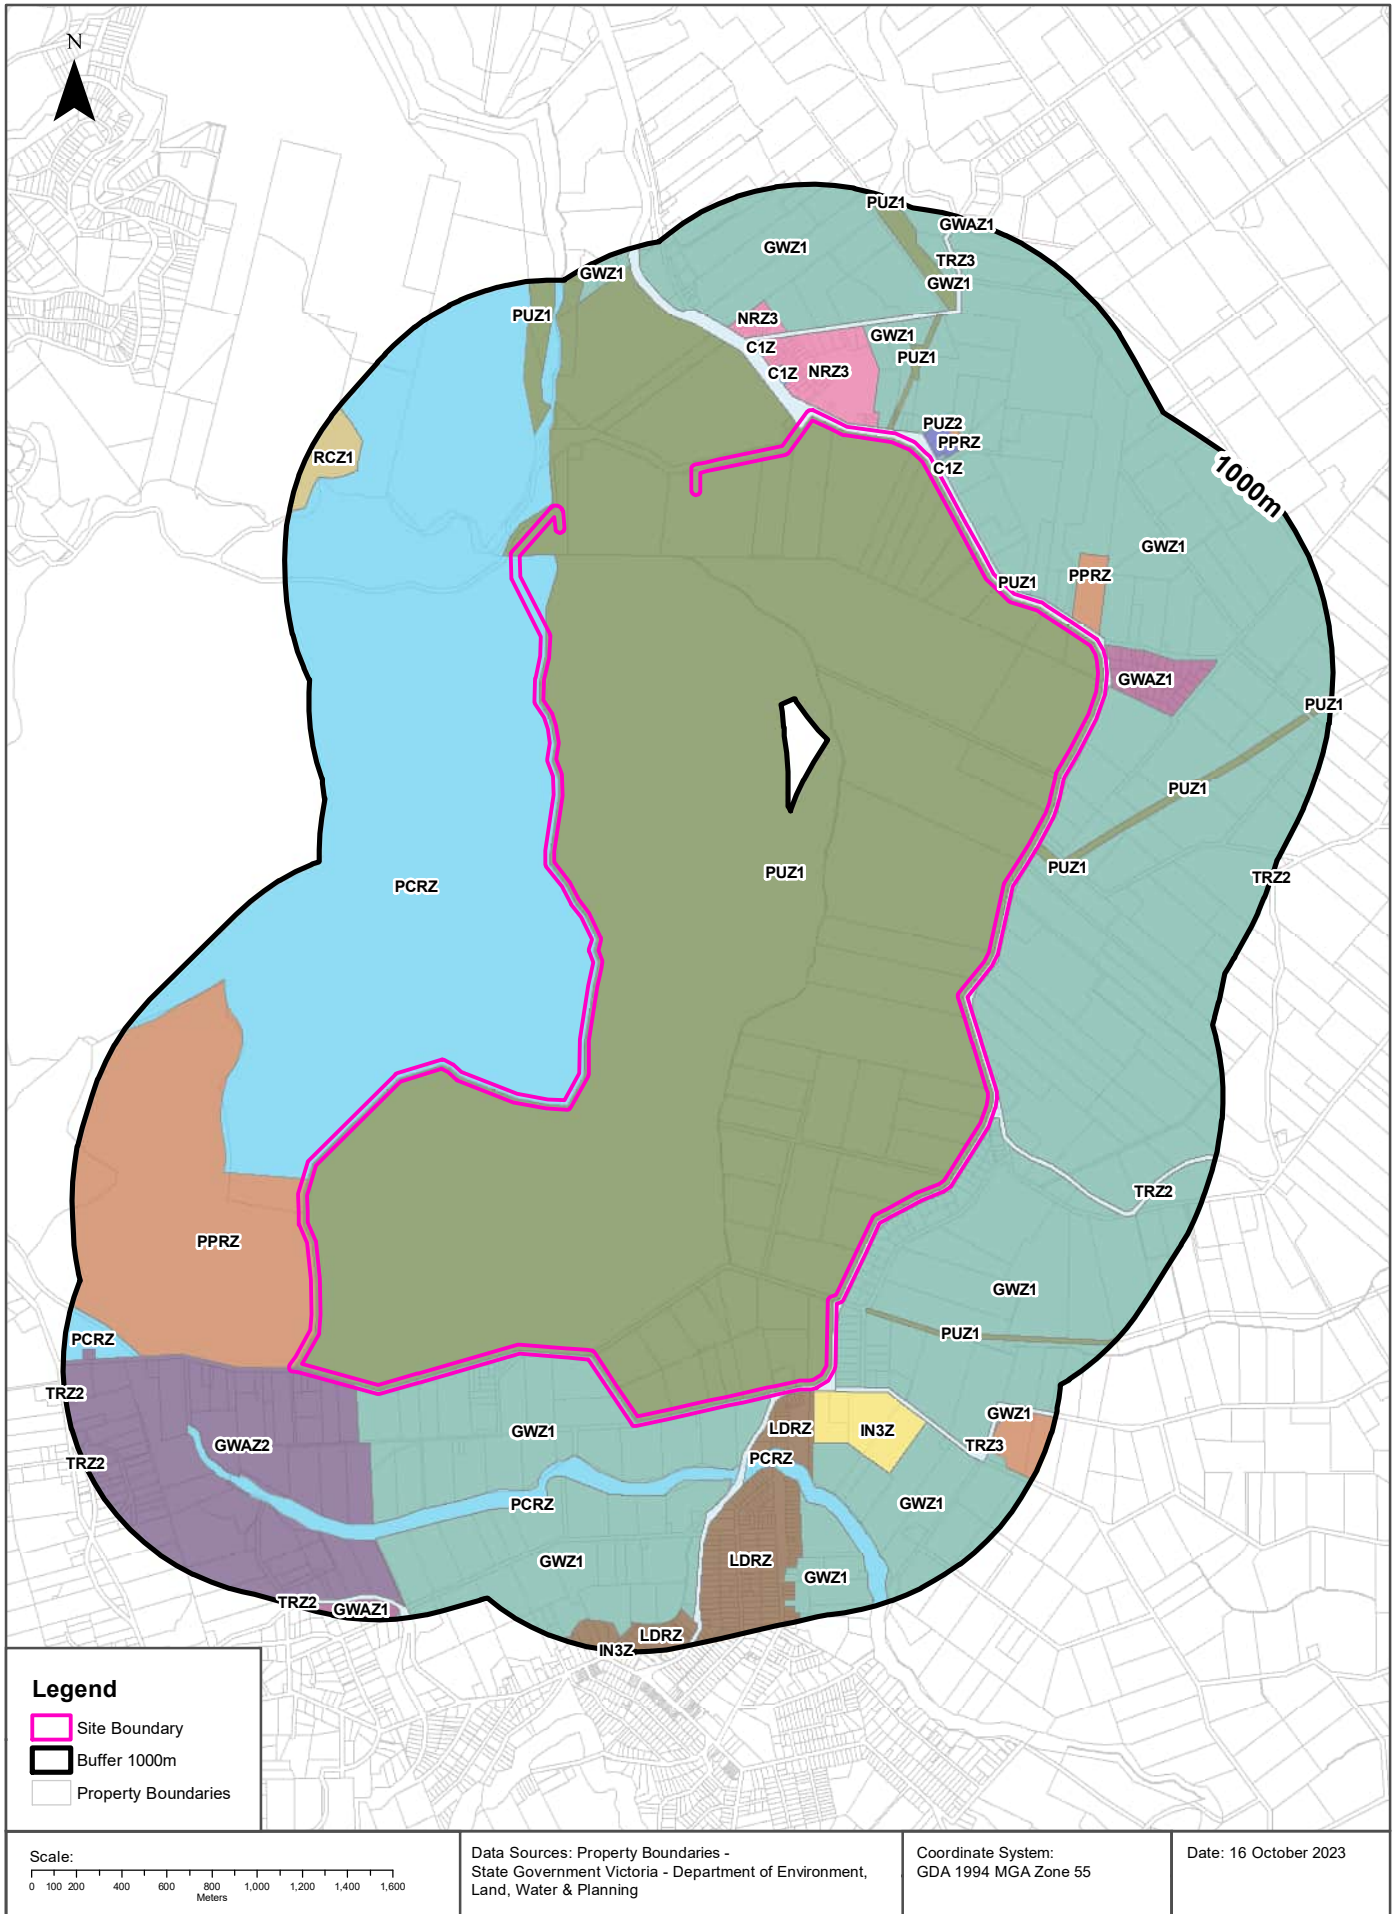 N
PUZ1
GWAZ1
GWZ1
TRZ3
GWZ1
GWZ1
PUZ1
NRZ3
GWZ1
C1Z
PUZ1
C1Z
NRZ3
PUZ2
PPRZ
RCZ1
C1Z
1000m
GWZ1
PPRZ
PUZ1
GWAZ1
PUZ1
PUZ1
PUZ1
PUZ1
TRZ2
PCRZ
TRZ2
PPRZ
GWZ1
PUZ1
PCRZ
TRZ2
GWZ1
LDRZ
GWZ1
IN3Z
GWAZ2
TRZ3
PCRZ
TRZ2
PCRZ
GWZ1
LDRZ
GWZ1
GWZ1
TRZ2
GWAZ1
LDRZ
IN3Z
Legend
Site Boundary
Buffer 1000m
Property Boundaries
Scale:
0 100 200 400 600 800 1,000 1,200 1,400 1,600
Meters
Data Sources: Property Boundaries -
State Government Victoria - Department of Environment,
Land, Water & Planning
Coordinate System:
GDA 1994 MGA Zone 55
Date: 16 October 2023